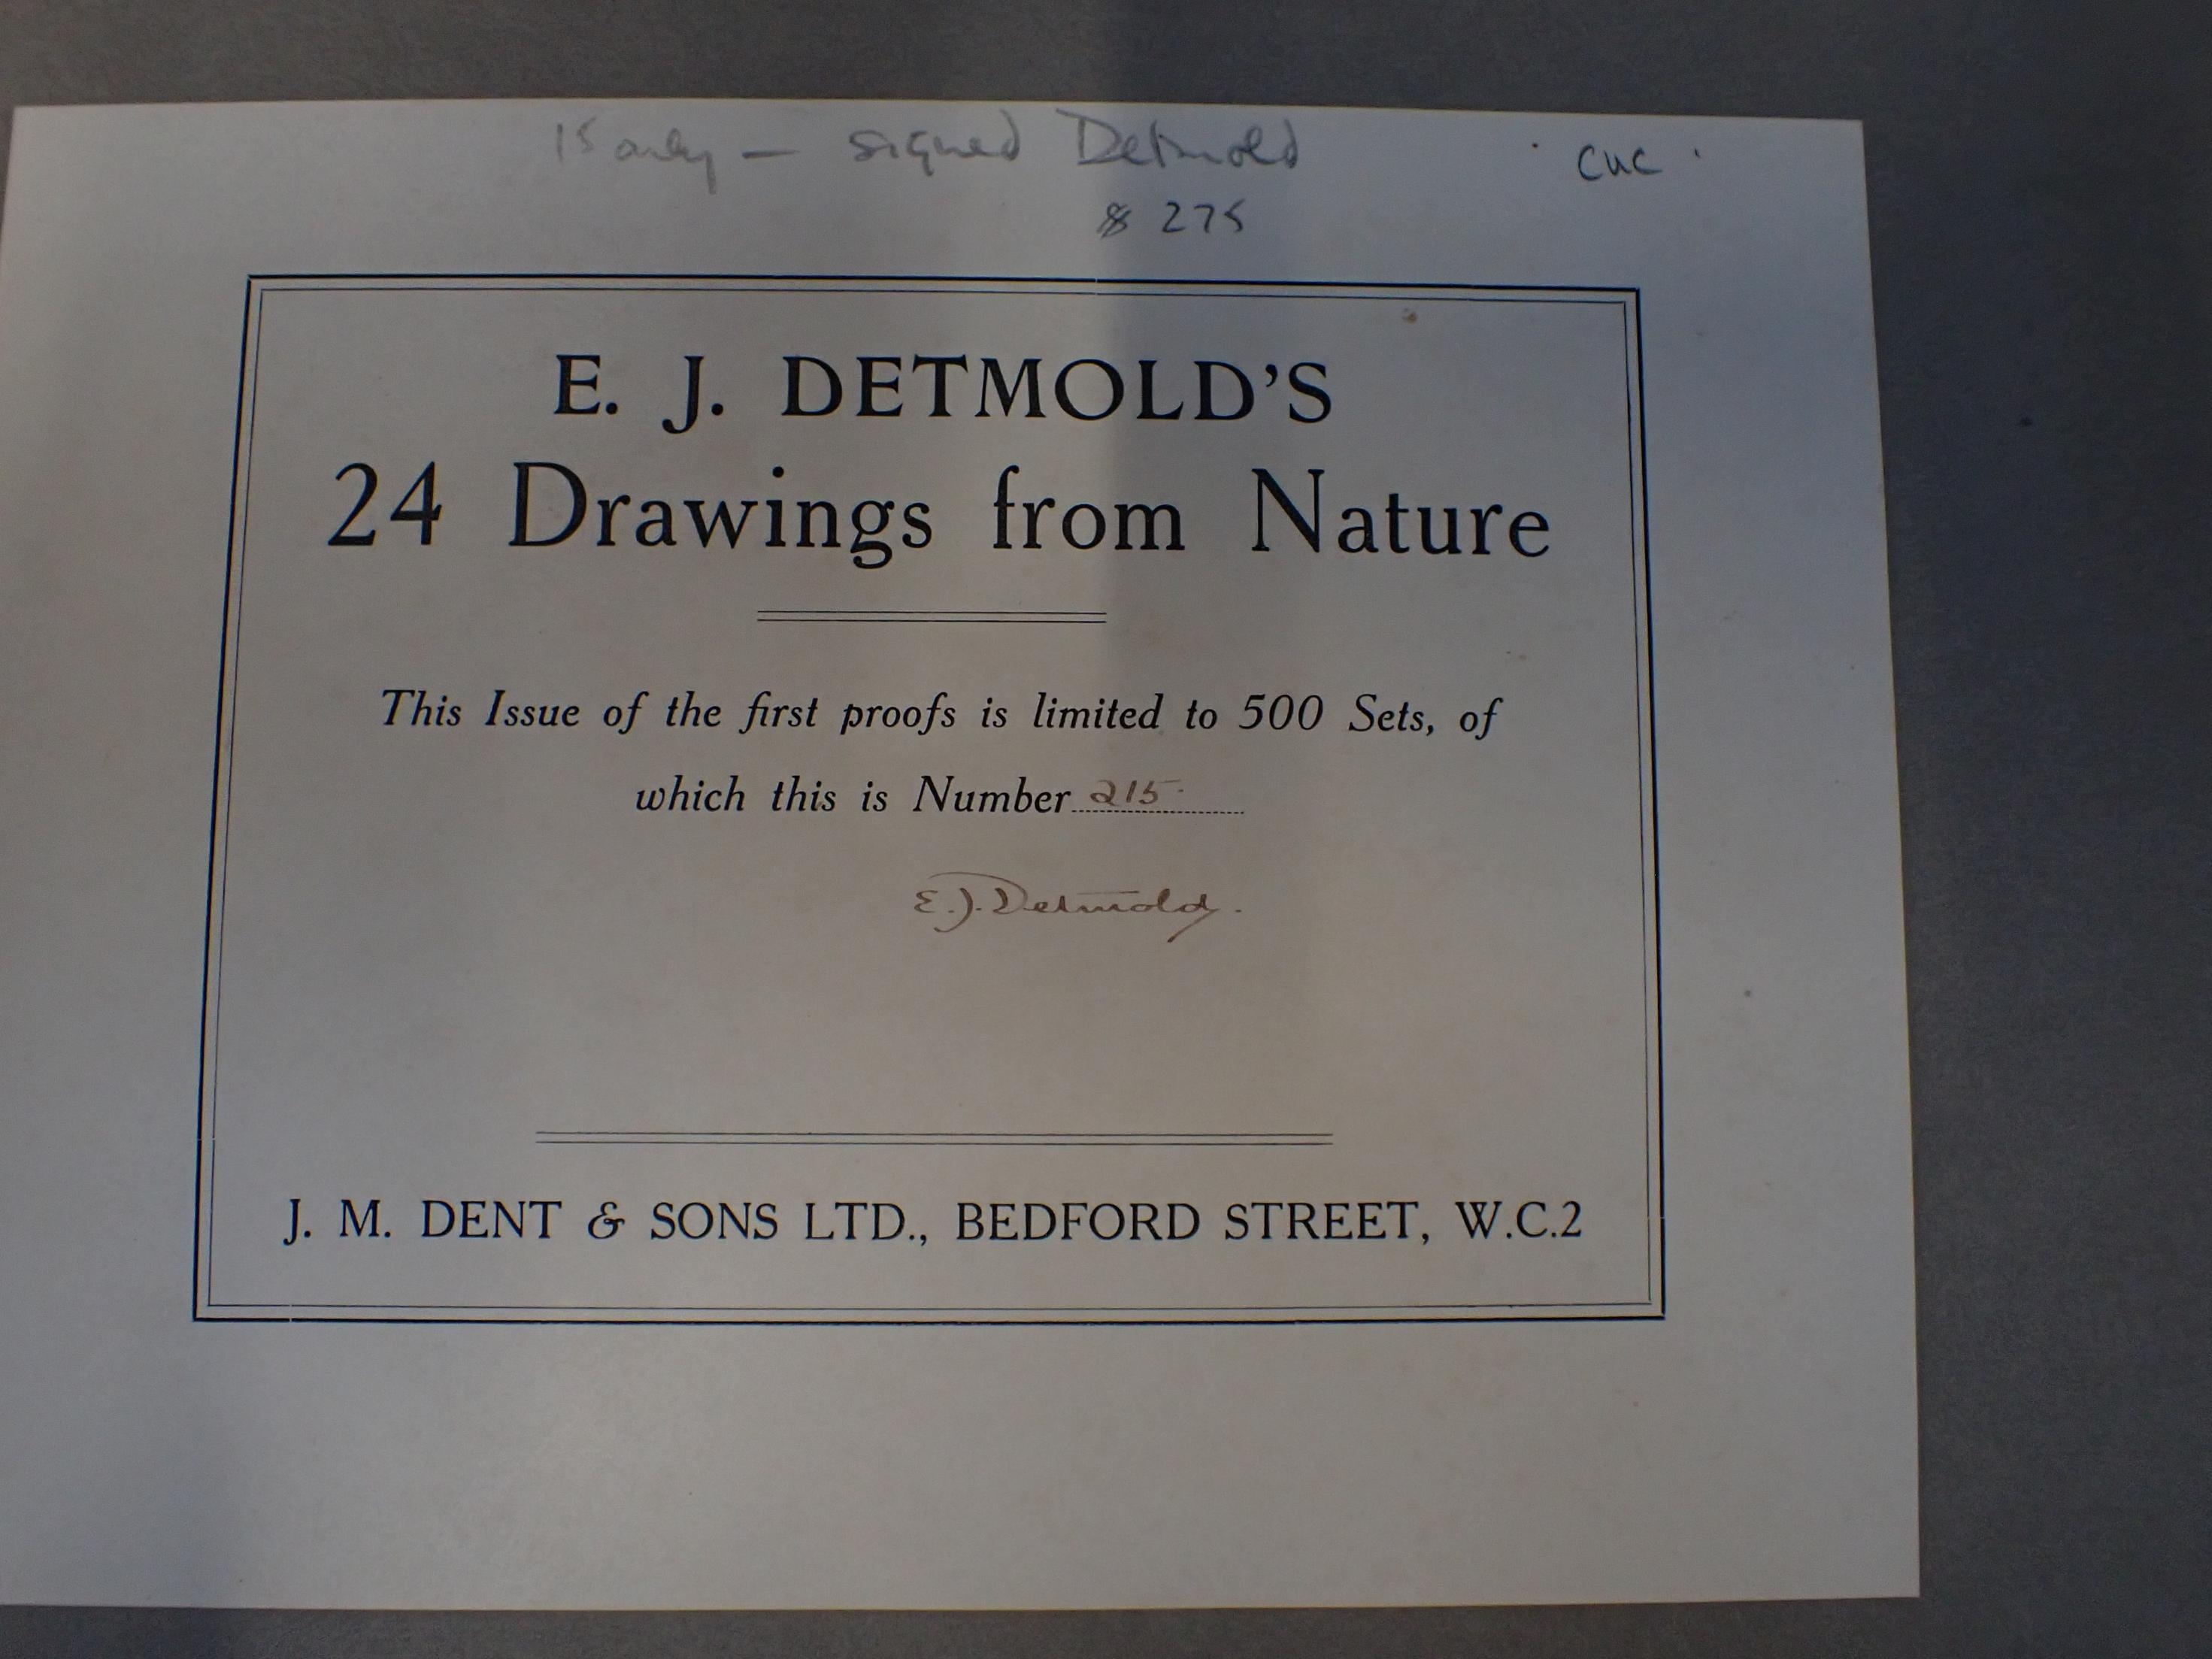 15 only — signed Detmold
cuc
$ 275
E. J. DETMOLD'S
24 Drawings from Nature
This Issue of the first proofs is limited to 500 Sets, of
which this is Number 215.
E. J. Detmold.
J. M. DENT & SONS LTD., BEDFORD STREET, W.C.2